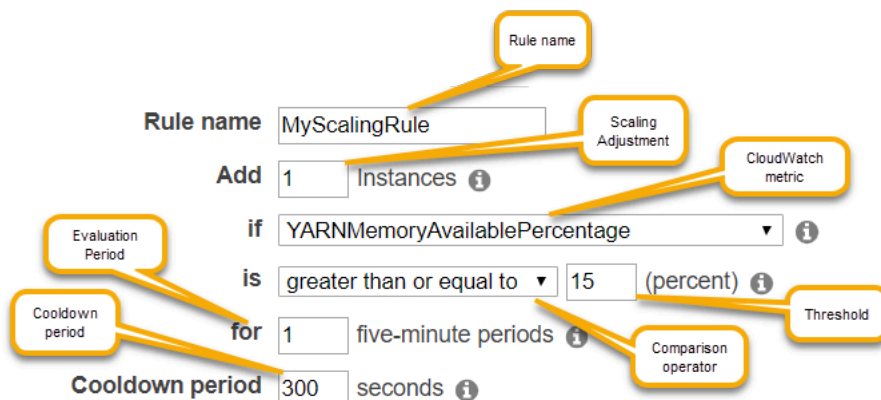 Rule name
Rule name MyScalingRule
Scaling
Adjustment
Add 1 Instances
CloudWatch
metric
if YARNMemoryAvailablePercentage
Evaluation
Period
is greater than or equal to 15 (percent)
Threshold
Cooldown
period
for 1 five-minute periods
Comparison
operator
Cooldown period 300 seconds